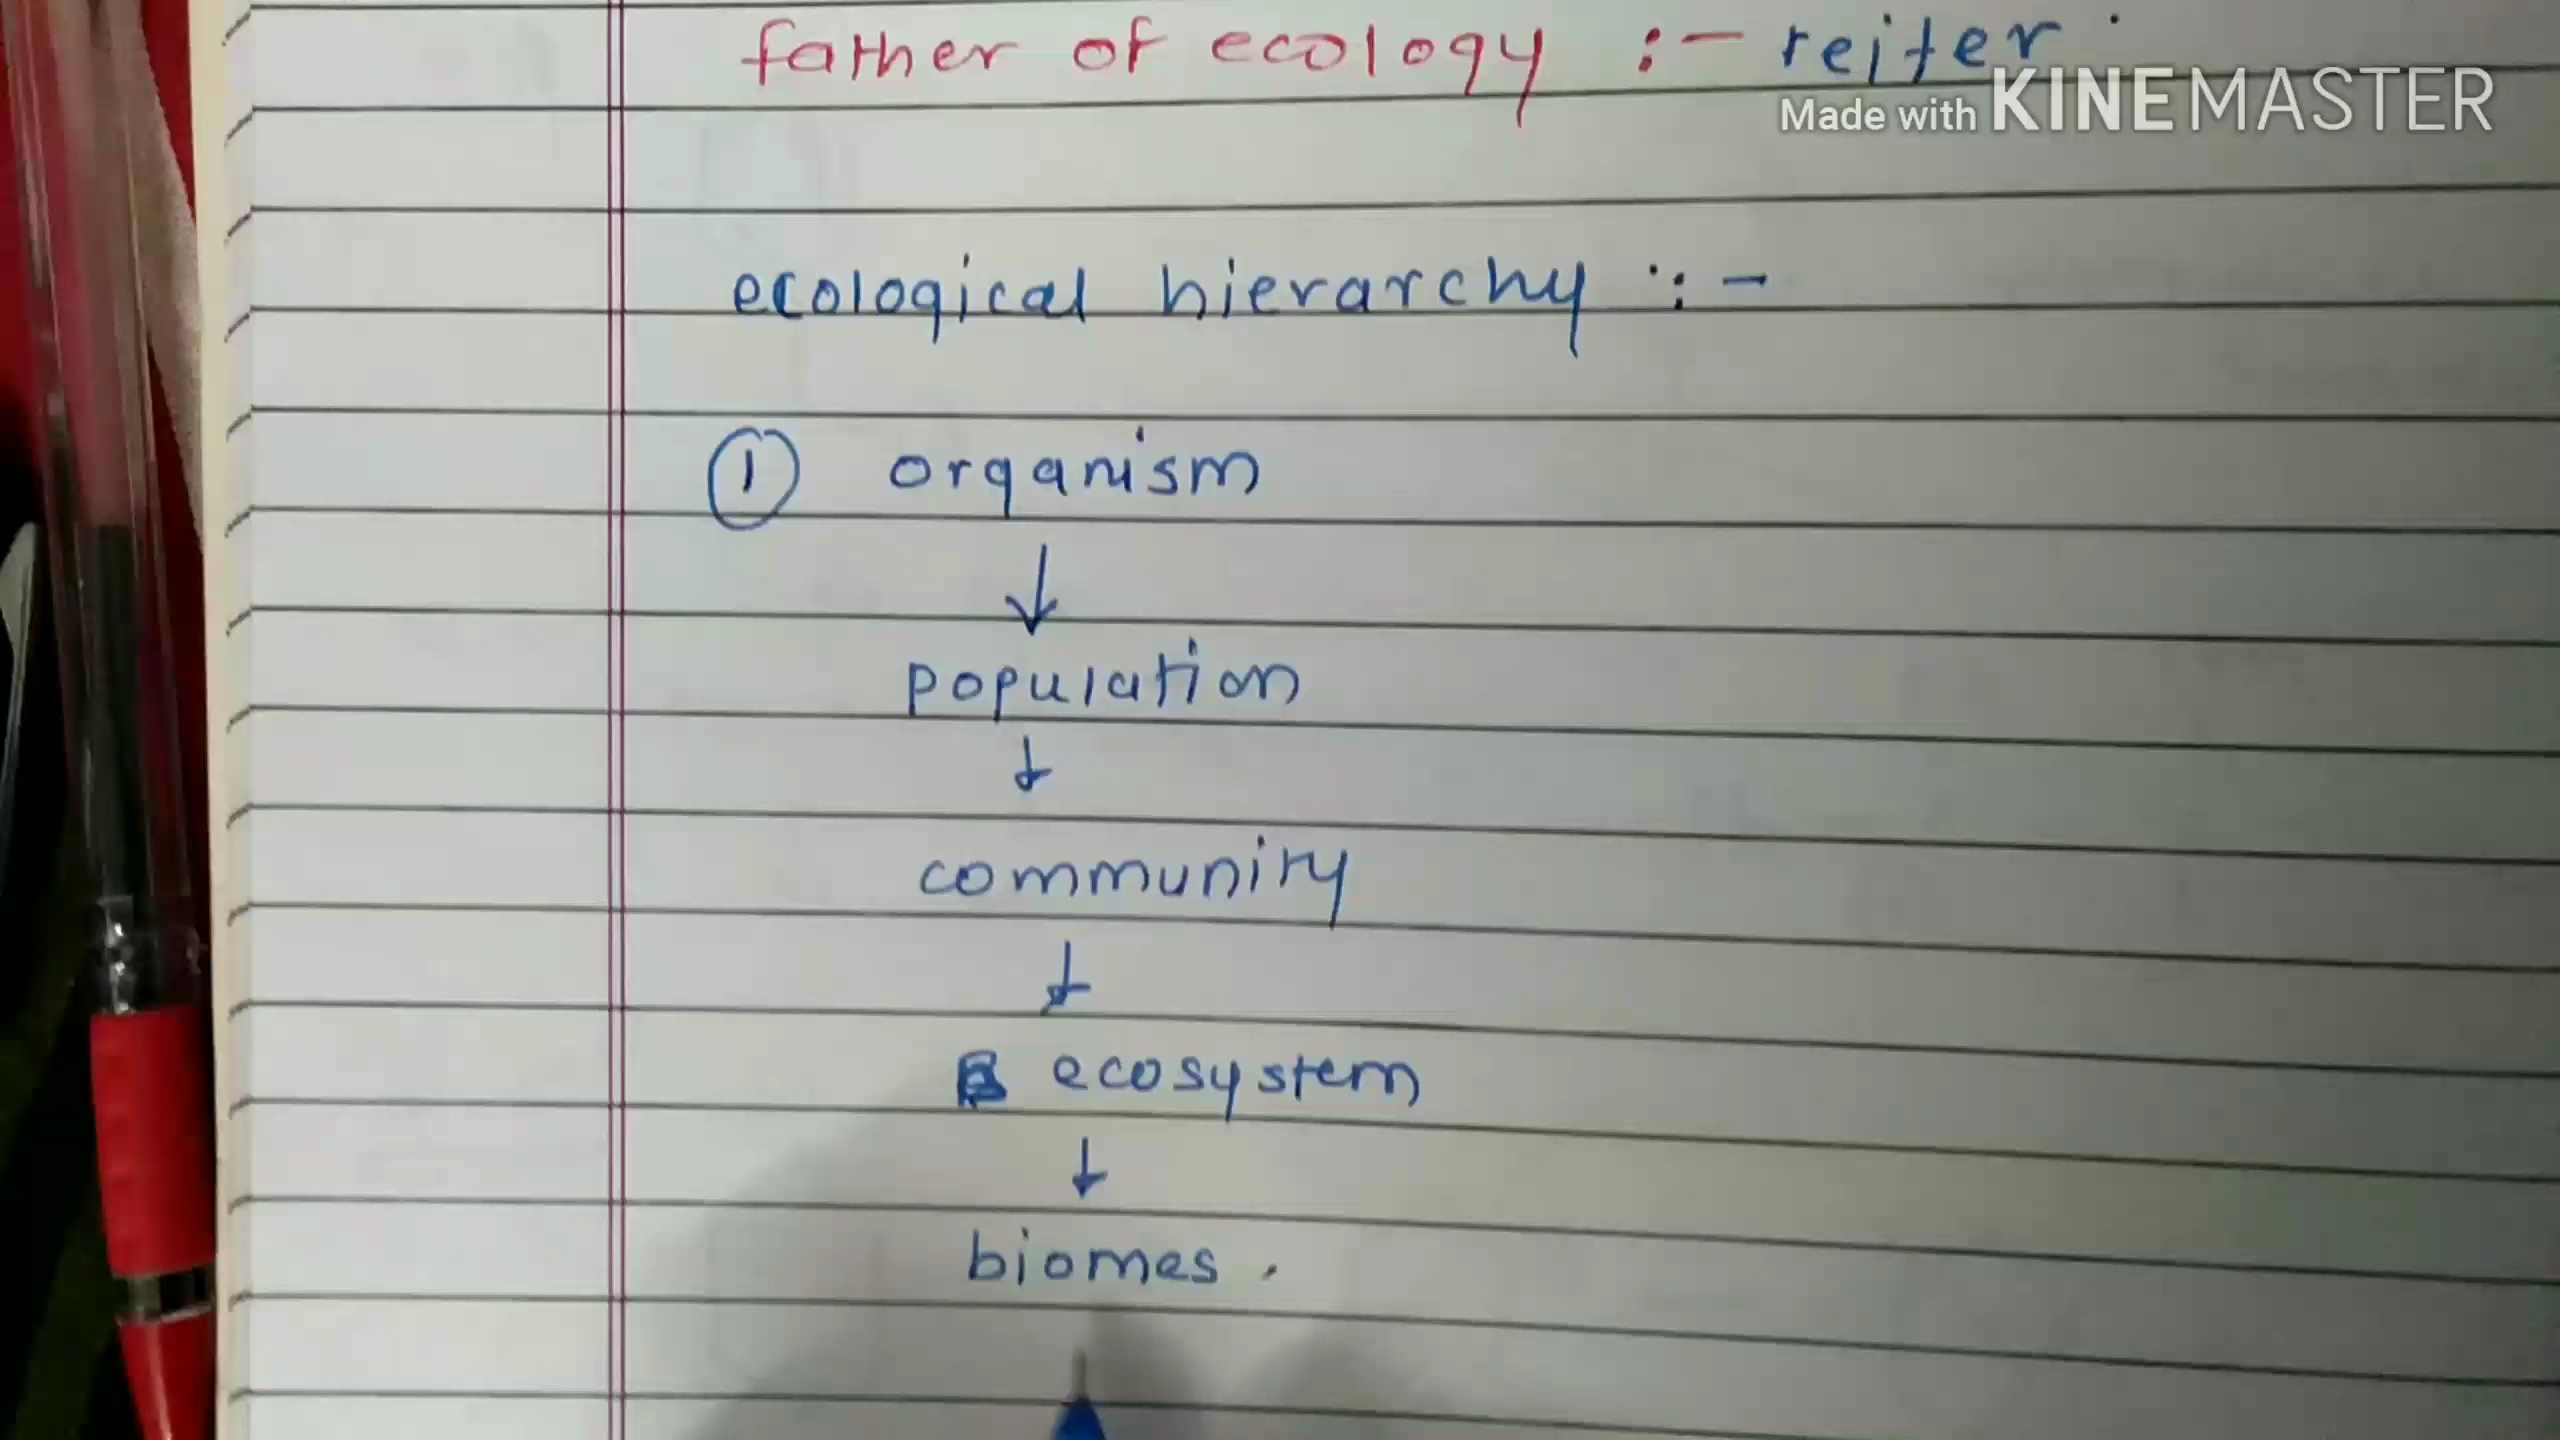 father of ecology :- reiter.
Made with KINEMASTER
ecological hierarchy :-
① organism
↓
population
↓
community
↓
ecosystem
↓
biomes.